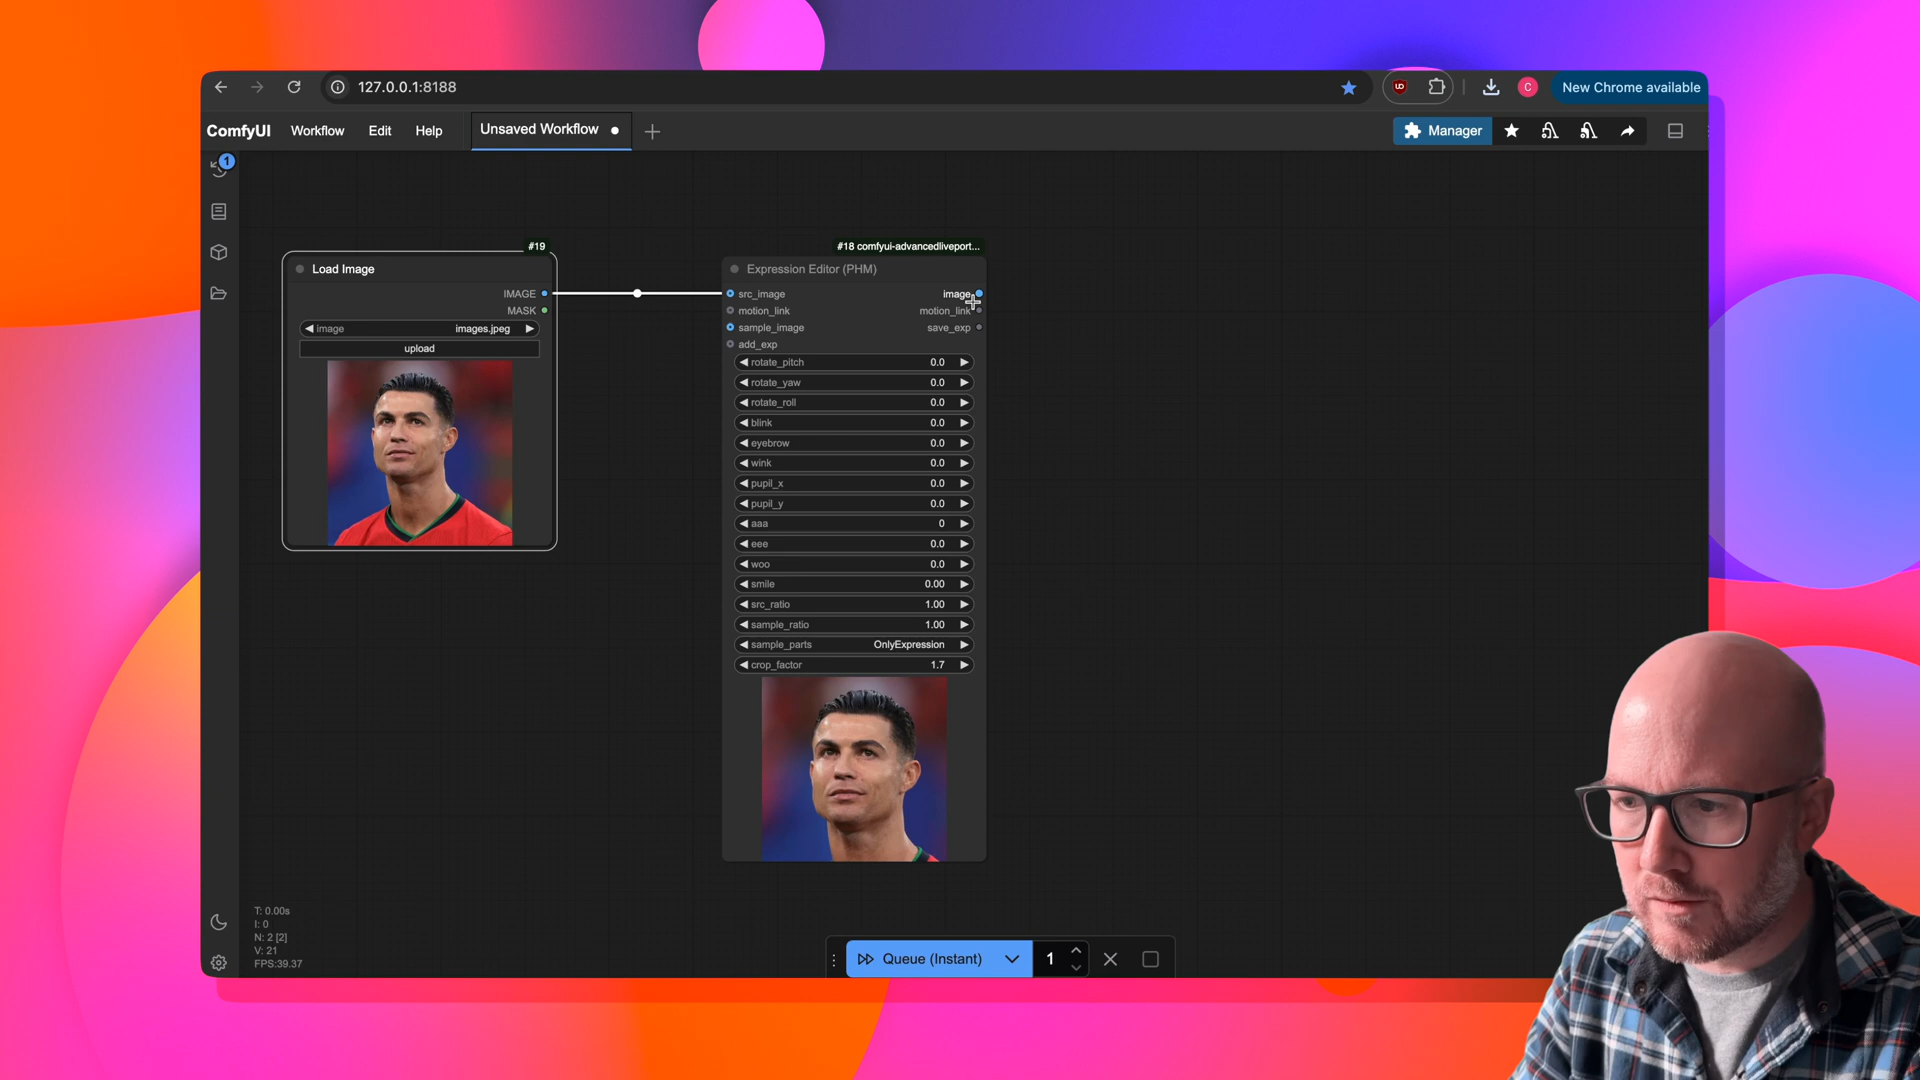 127.0.0.1:8188
UD
C
New Chrome available
ComfyUI Workflow Edit Help
Unsaved Workflow
Manager
1
#19
Load Image
IMAGE
MASK
image images.jpeg
upload
#18 comfyui-advancedliveport...
Expression Editor (PHM)
src_image image
motion_link motion_link
sample_image save_exp
add_exp
rotate_pitch 0.0
rotate_yaw 0.0
rotate_roll 0.0
blink 0.0
eyebrow 0.0
wink 0.0
pupil_x 0.0
pupil_y 0.0
aaa 0
eee 0.0
woo 0.0
smile 0.00
src_ratio 1.00
sample_ratio 1.00
sample_parts OnlyExpression
crop_factor 1.7
T: 0.00s
I: 0
N: 2 [2]
V: 21
FPS:39.37
Queue (Instant) 1